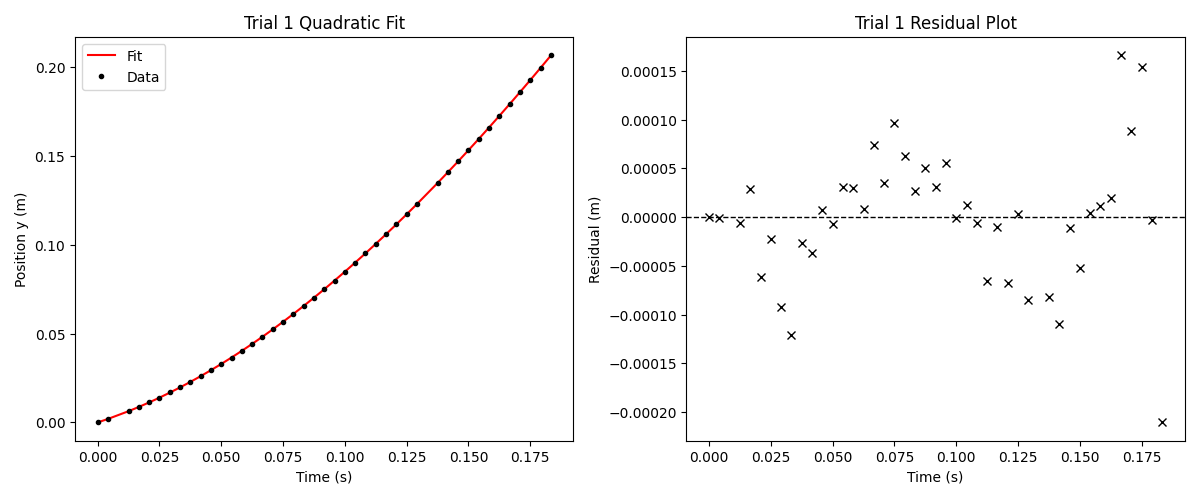 Trial 1 Quadratic Fit
Fit
Data
Position y (m)
0.20
0.15
0.10
0.05
0.00
0.000 0.025 0.050 0.075 0.100 0.125 0.150 0.175
Time (s)
Trial 1 Residual Plot
Residual (m)
0.00015
0.00010
0.00005
0.00000
−0.00005
−0.00010
−0.00015
−0.00020
0.000 0.025 0.050 0.075 0.100 0.125 0.150 0.175
Time (s)